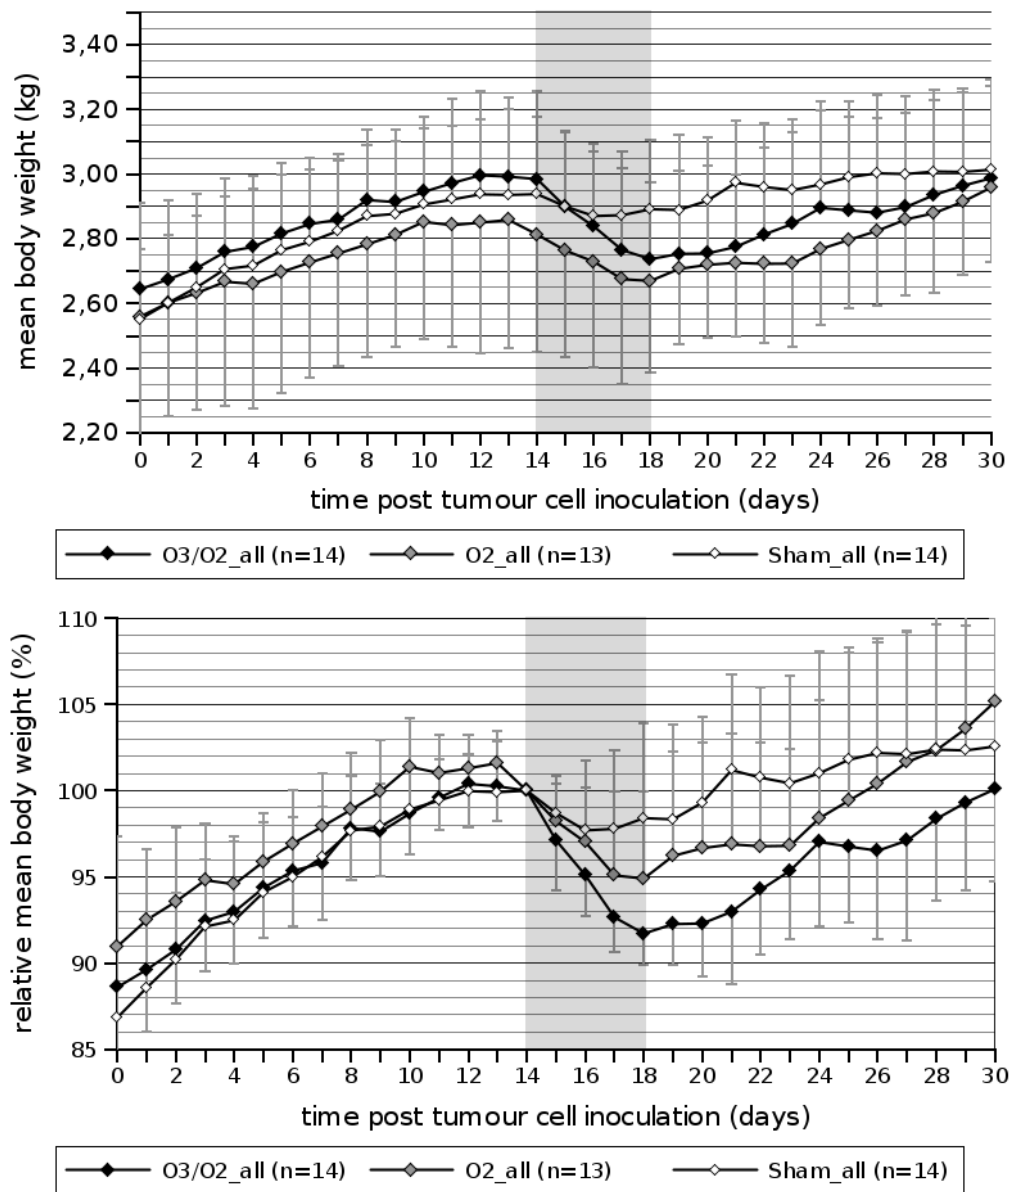 mean body weight (kg)
3,40
3,20
3,00
2,80
2,60
2,40
2,20
0 2 4 6 8 10 12 14 16 18 20 22 24 26 28 30
time post tumour cell inoculation (days)
O3/O2_all (n=14) O2_all (n=13) Sham_all (n=14)
relative mean body weight (%)
110
105
100
95
90
85
0 2 4 6 8 10 12 14 16 18 20 22 24 26 28 30
time post tumour cell inoculation (days)
O3/O2_all (n=14) O2_all (n=13) Sham_all (n=14)